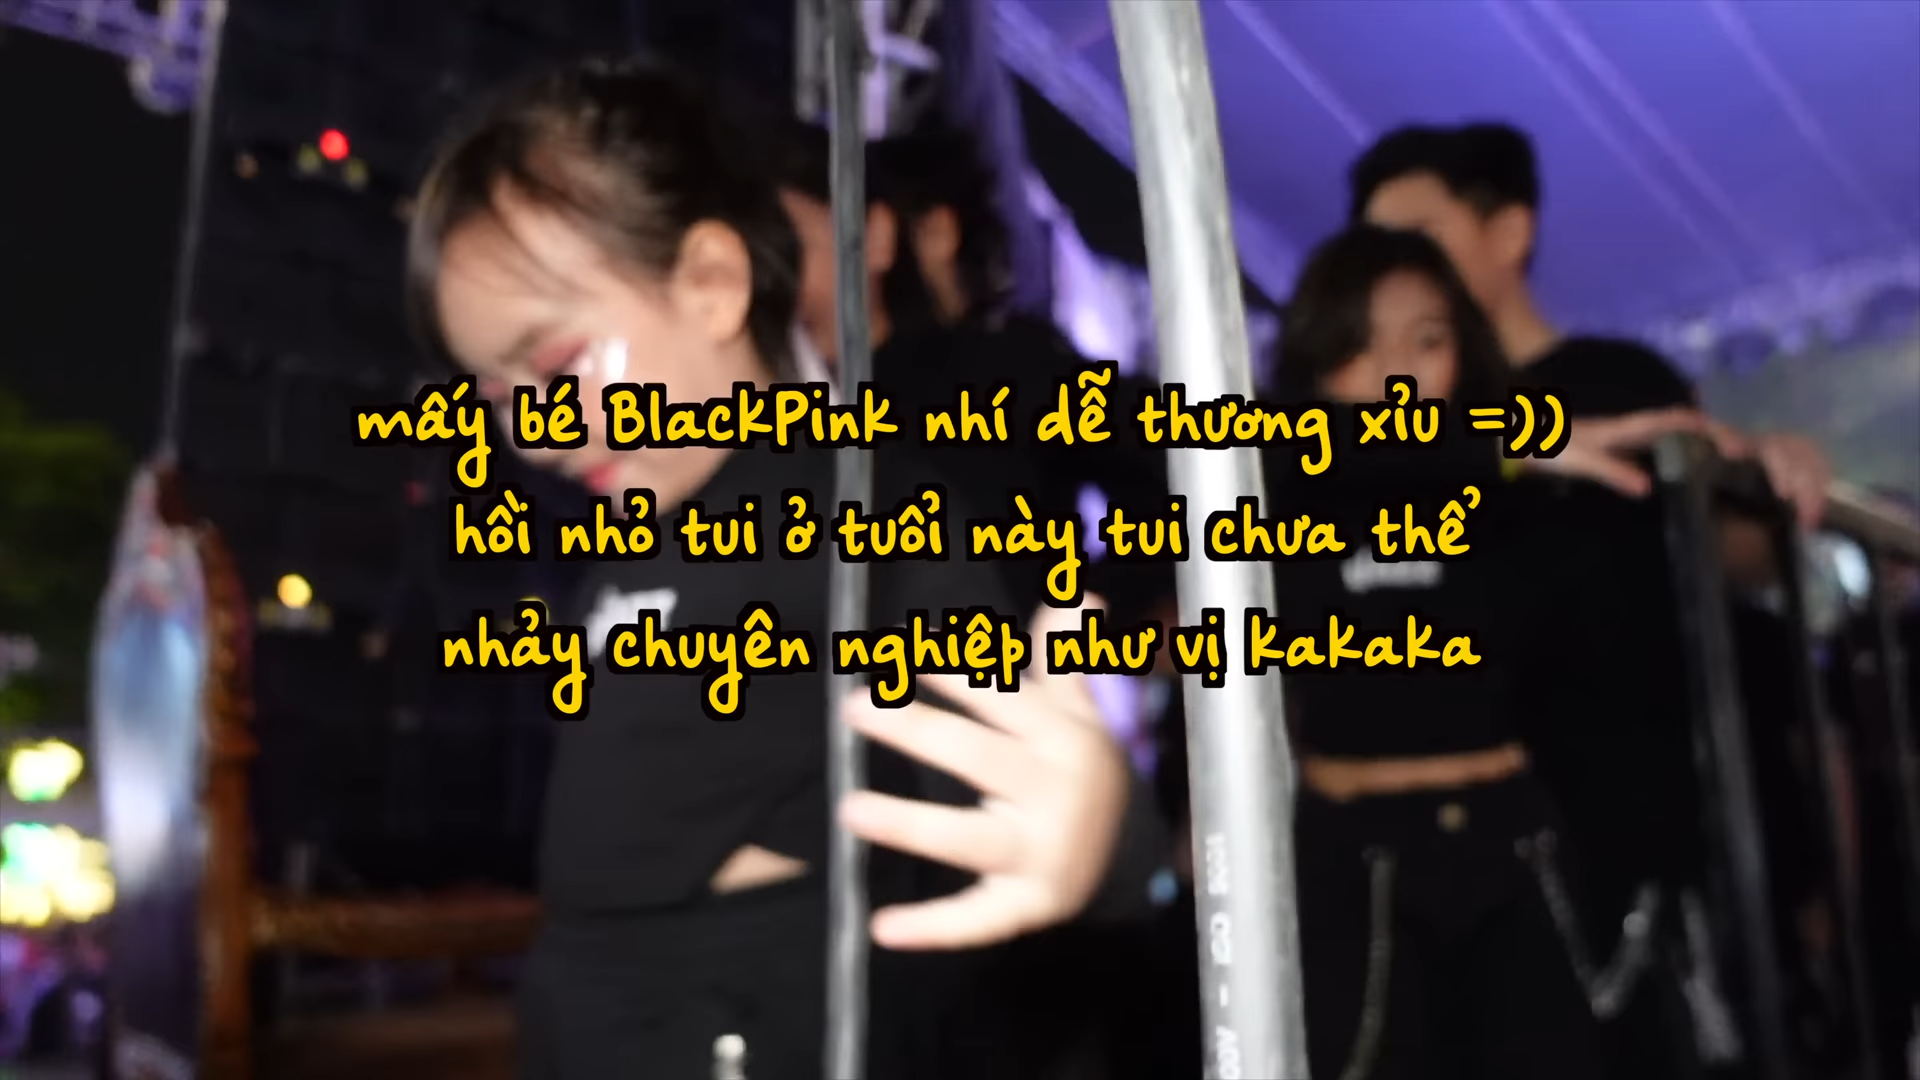 mấy bé BlackPink nhí dễ thương xỉu =))
hồi nhỏ tui ở tuổi này tui chưa thể
nhảy chuyên nghiệp như vị kakaka